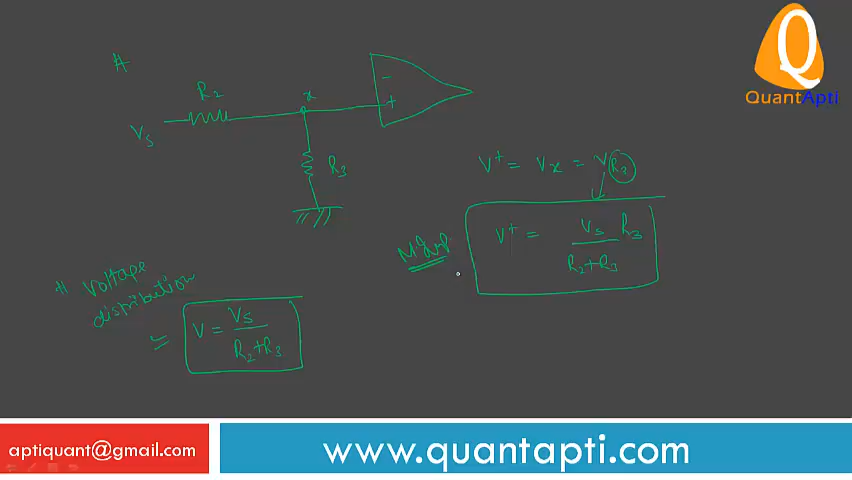 #
R2
x
-
+
VS
R3
QuantApti
V+ = Vx = VR3
V+ = VS/(R2+R3) R3
# Voltage
distribution
≈ V = VS/(R2+R3)
aptiquant@gmail.com
www.quantapti.com